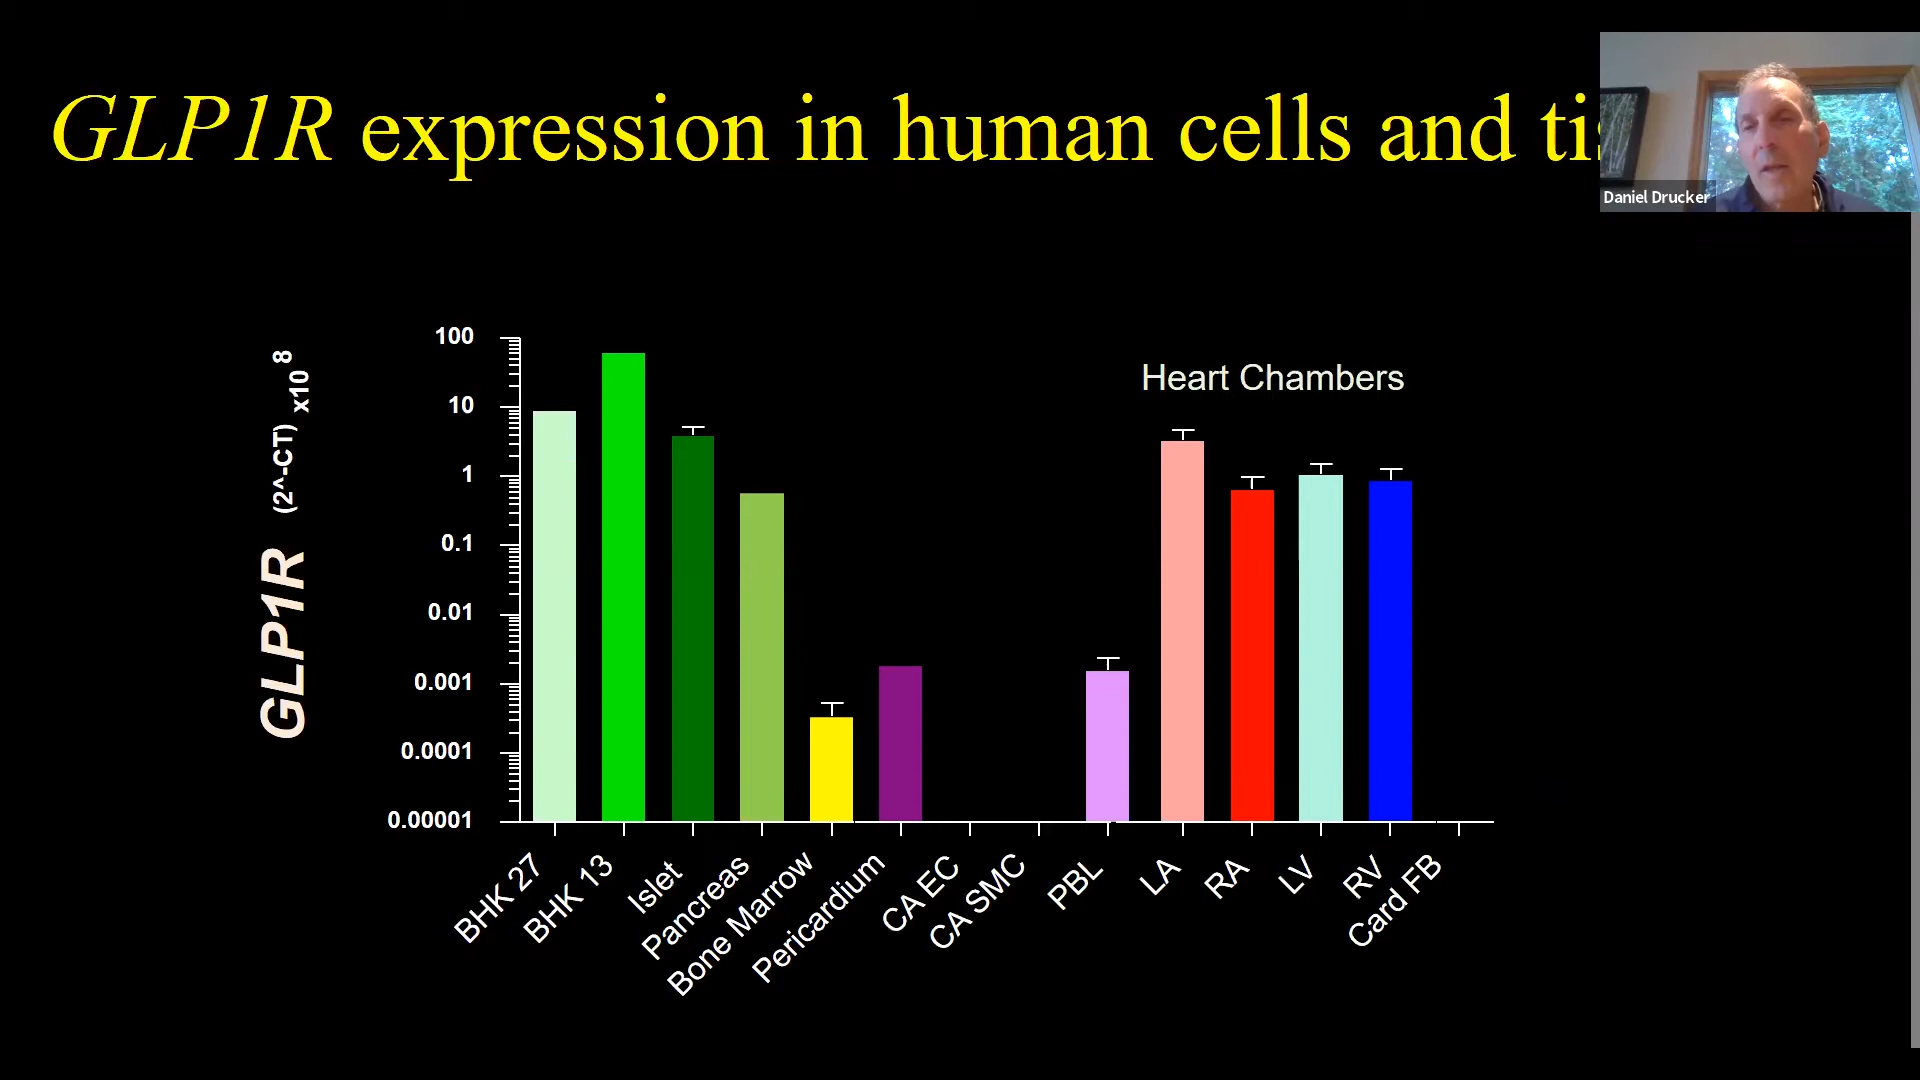 GLP1R expression in human cells and
Daniel Drucker
Heart Chambers
GLP1R (2^-CT) x10 8
100
10
1
0.1
0.01
0.001
0.0001
0.00001
BHK 27
BHK 13
Islet
Pancreas
Bone Marrow
Pericardium
CA EC
CA SMC
PBL
LA
RA
LV
RV
Card FB